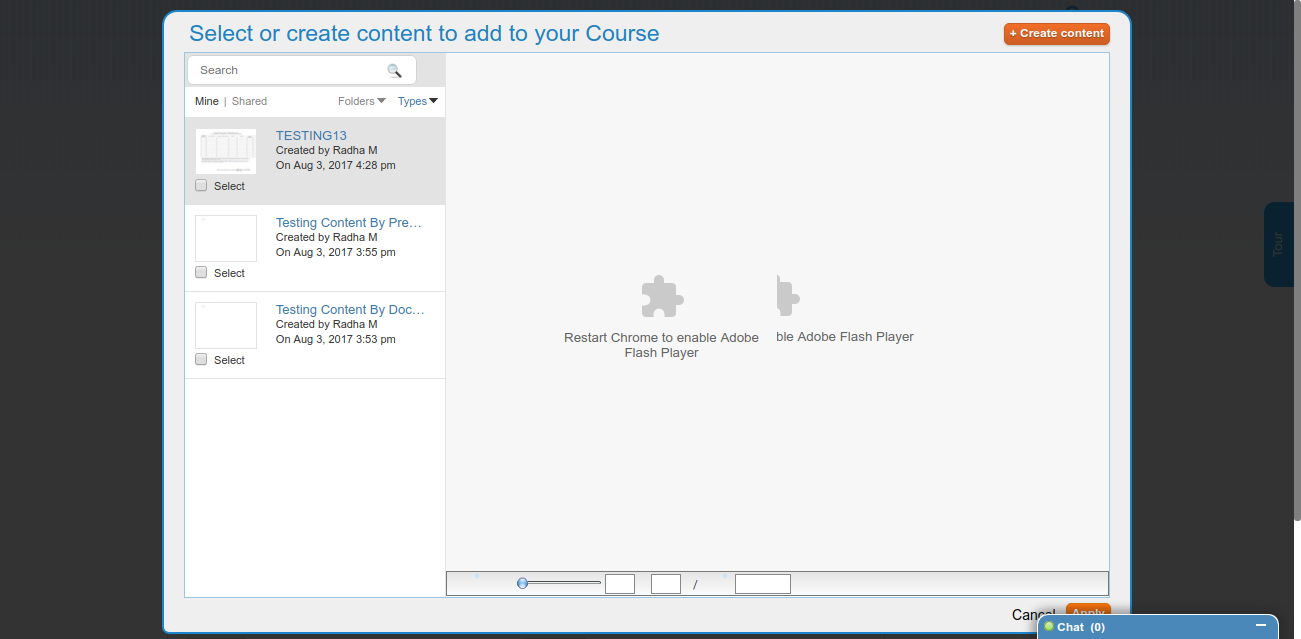 Select or create content to add to your Course
+ Create content
Search
Mine | Shared
Folders
Types
TESTING13
Created by Radha M
On Aug 3, 2017 4:28 pm
Select
Testing Content By Pre…
Created by Radha M
On Aug 3, 2017 3:55 pm
Select
Testing Content By Doc…
Created by Radha M
On Aug 3, 2017 3:53 pm
Select
Restart Chrome to enable Adobe
Flash Player
ble Adobe Flash Player
/
Tour
Cancel
Apply
Chat (0)